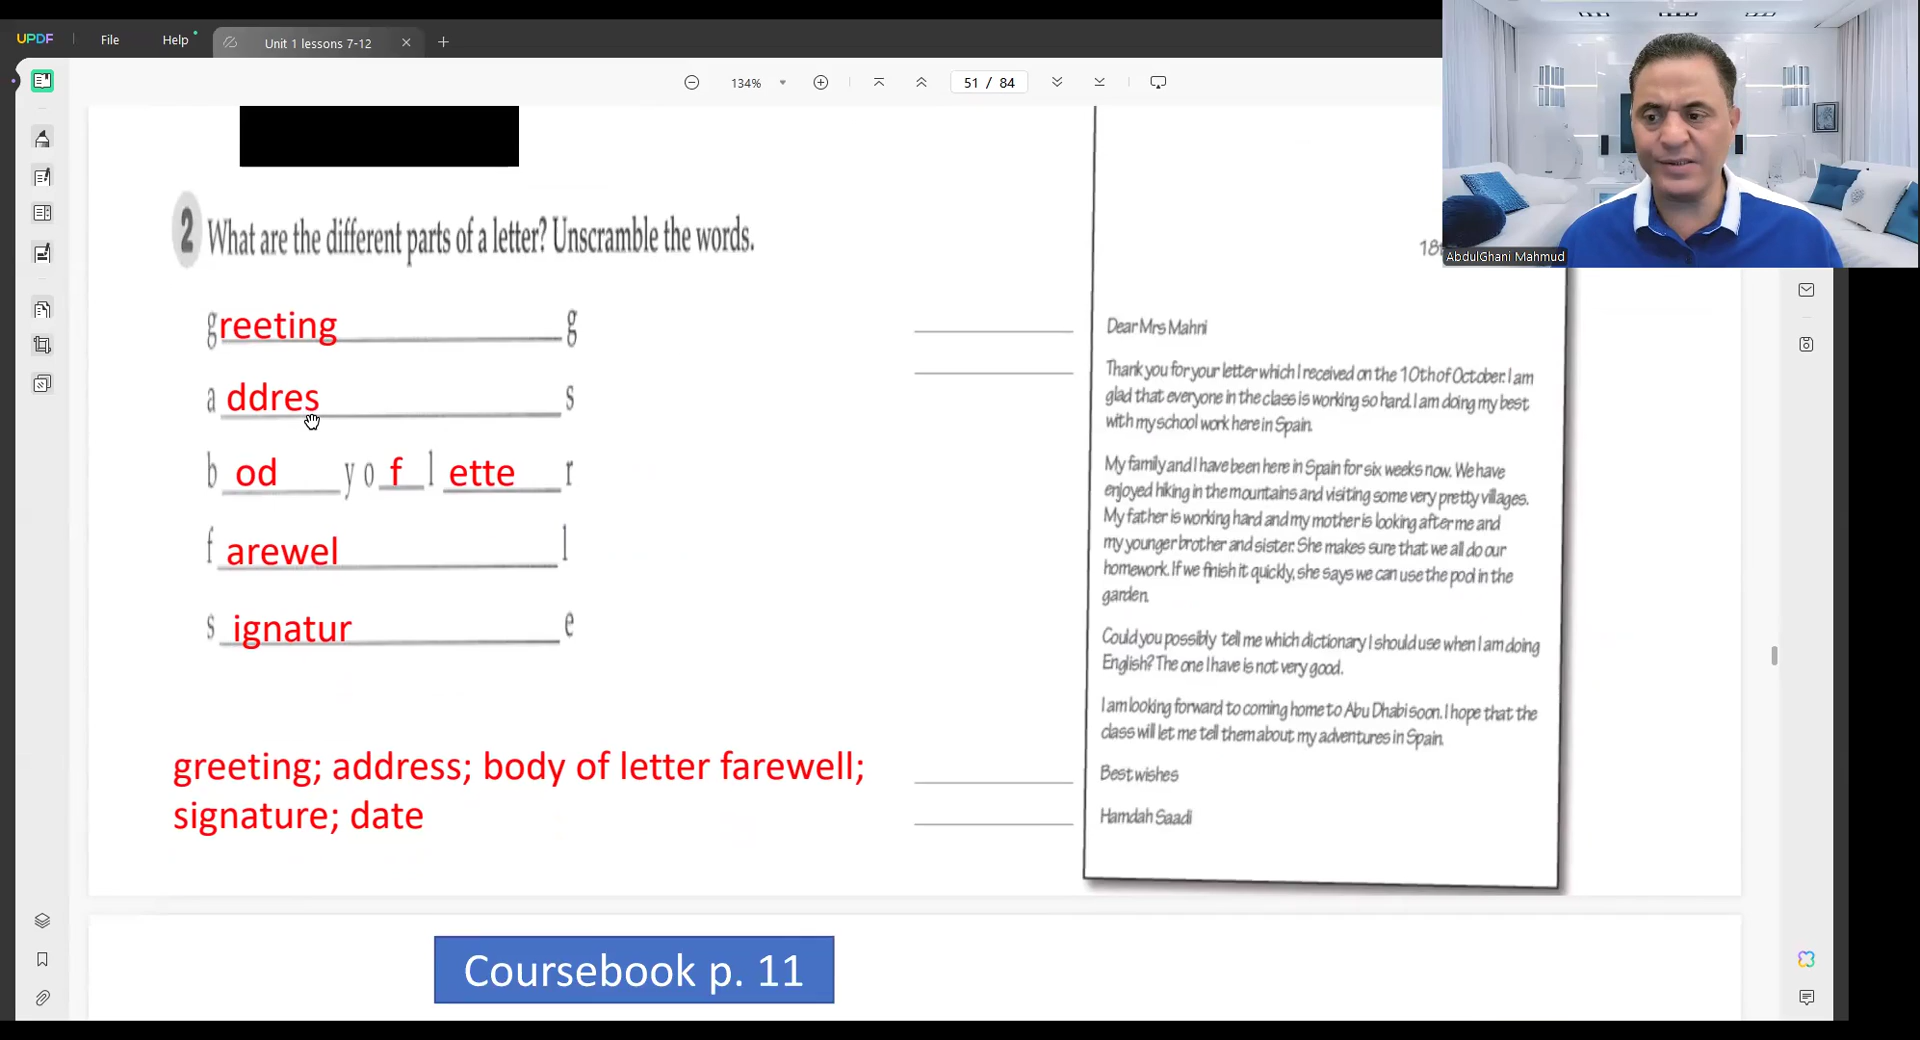 UPDF
File
Help
Unit 1 lessons 7-12
134%
51 / 84
AbdulGhani Mahmud
2 What are the different parts of a letter? Unscramble the words.
greeting g
a ddres s
b od y o f l ette r
f arewel l
s ignatur e
greeting; address; body of letter farewell;
signature; date
18
Dear Mrs Mahni
Thank you for your letter which I received on the 10th of October. I am
glad that everyone in the class is working so hard. I am doing my best
with my school work here in Spain.
My family and I have been here in Spain for six weeks now. We have
enjoyed hiking in the mountains and visiting some very pretty villages.
My father is working hard and my mother is looking after me and
my younger brother and sister. She makes sure that we all do our
homework. If we finish it quickly, she says we can use the pool in the
garden.
Could you possibly tell me which dictionary I should use when I am doing
English? The one I have is not very good.
I am looking forward to coming home to Abu Dhabi soon. I hope that the
class will let me tell them about my adventures in Spain.
Best wishes
Hamdah Saadi
Coursebook p. 11